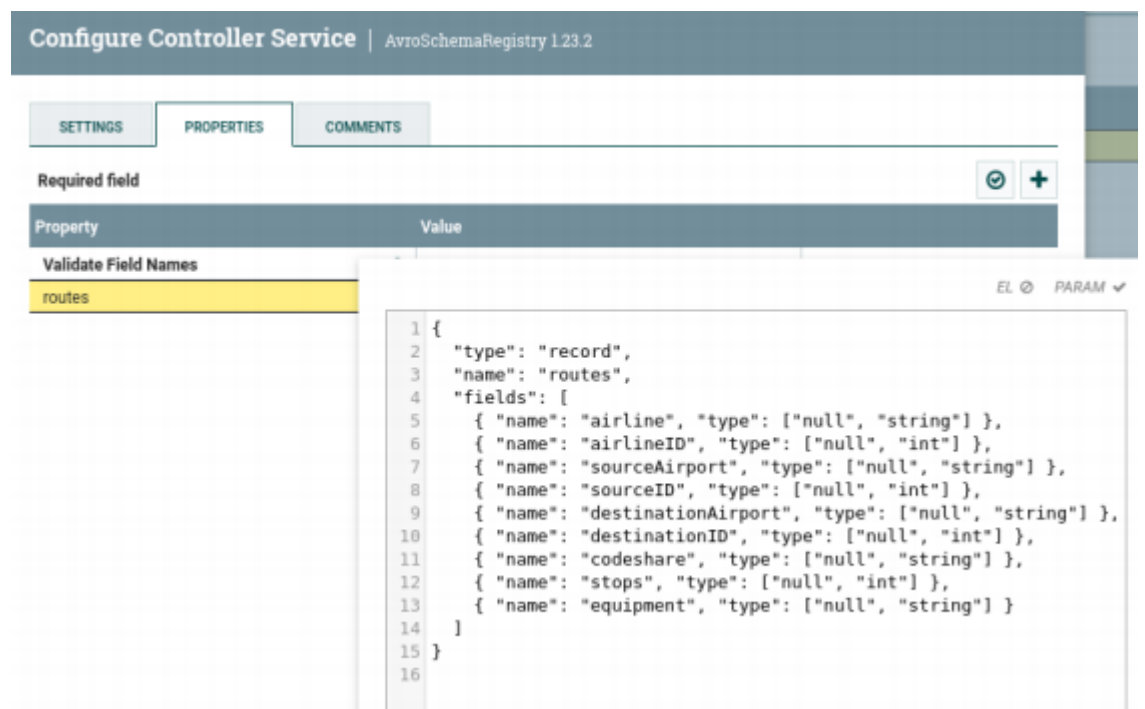 Configure Controller Service | AvroSchemaRegistry 1.23.2
SETTINGS PROPERTIES COMMENTS
Required field
Property Value
Validate Field Names
routes
EL PARAM
1 {
2 "type": "record",
3 "name": "routes",
4 "fields": [
5 { "name": "airline", "type": ["null", "string"] },
6 { "name": "airlineID", "type": ["null", "int"] },
7 { "name": "sourceAirport", "type": ["null", "string"] },
8 { "name": "sourceID", "type": ["null", "int"] },
9 { "name": "destinationAirport", "type": ["null", "string"] },
10 { "name": "destinationID", "type": ["null", "int"] },
11 { "name": "codeshare", "type": ["null", "string"] },
12 { "name": "stops", "type": ["null", "int"] },
13 { "name": "equipment", "type": ["null", "string"] }
14 ]
15 }
16